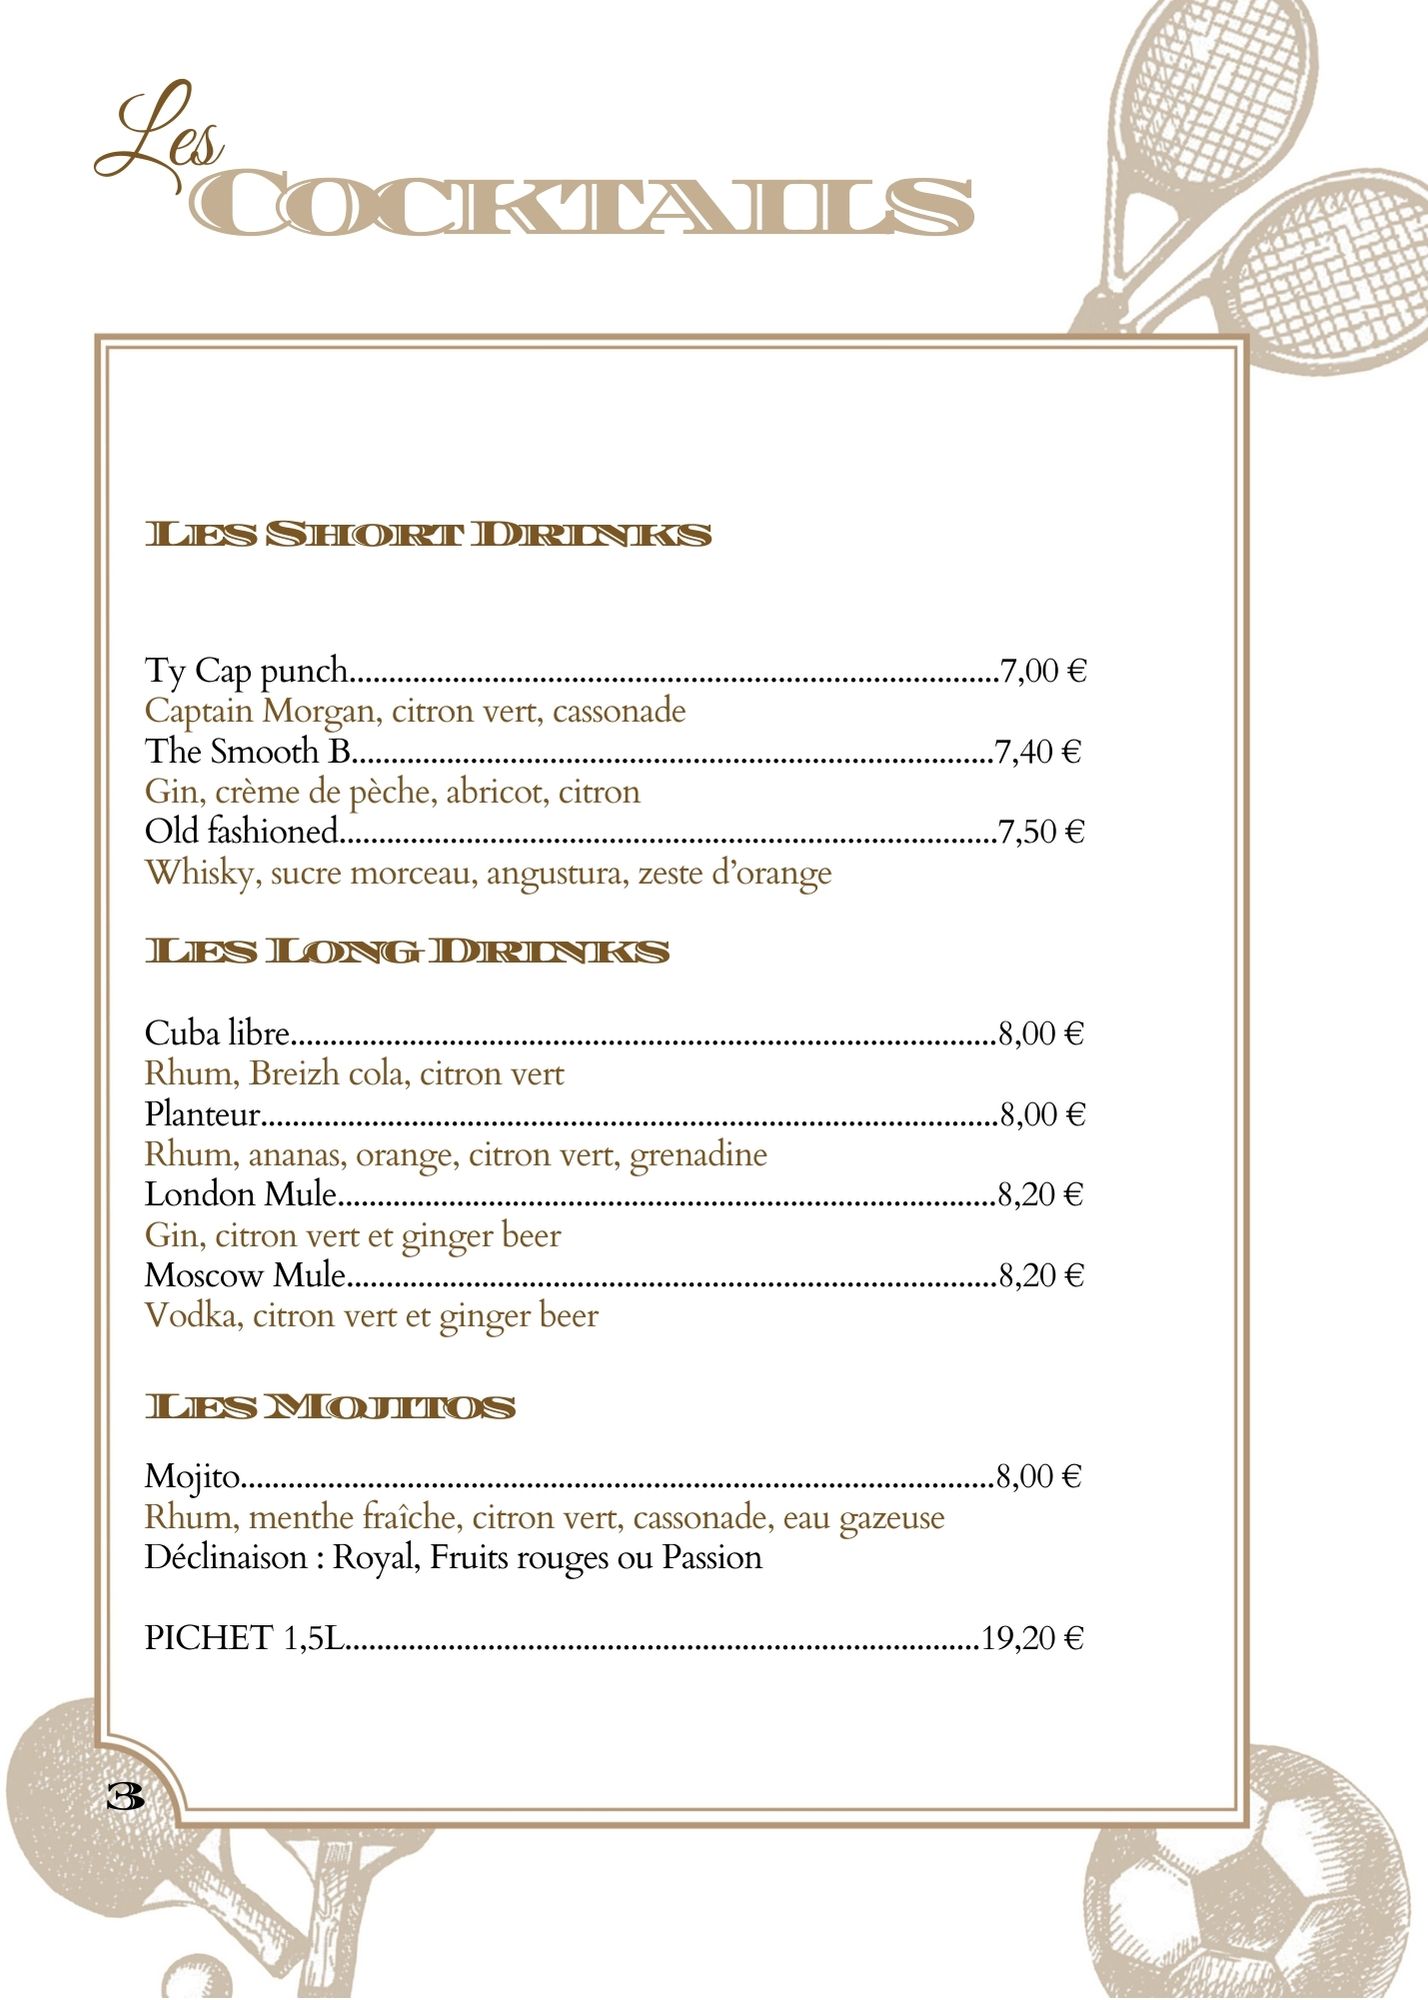 Les
Cocktails
Les Short Drinks
Ty Cap punch..................................................................................7,00 €
Captain Morgan, citron vert, cassonade
The Smooth B.................................................................................7,40 €
Gin, crème de pèche, abricot, citron
Old fashioned...................................................................................7,50 €
Whisky, sucre morceau, angustura, zeste d’orange
Les Long Drinks
Cuba libre.........................................................................................8,00 €
Rhum, Breizh cola, citron vert
Planteur.............................................................................................8,00 €
Rhum, ananas, orange, citron vert, grenadine
London Mule...................................................................................8,20 €
Gin, citron vert et ginger beer
Moscow Mule..................................................................................8,20 €
Vodka, citron vert et ginger beer
Les Mojitos
Mojito...............................................................................................8,00 €
Rhum, menthe fraîche, citron vert, cassonade, eau gazeuse
Déclinaison : Royal, Fruits rouges ou Passion
PICHET 1,5L................................................................................19,20 €
3